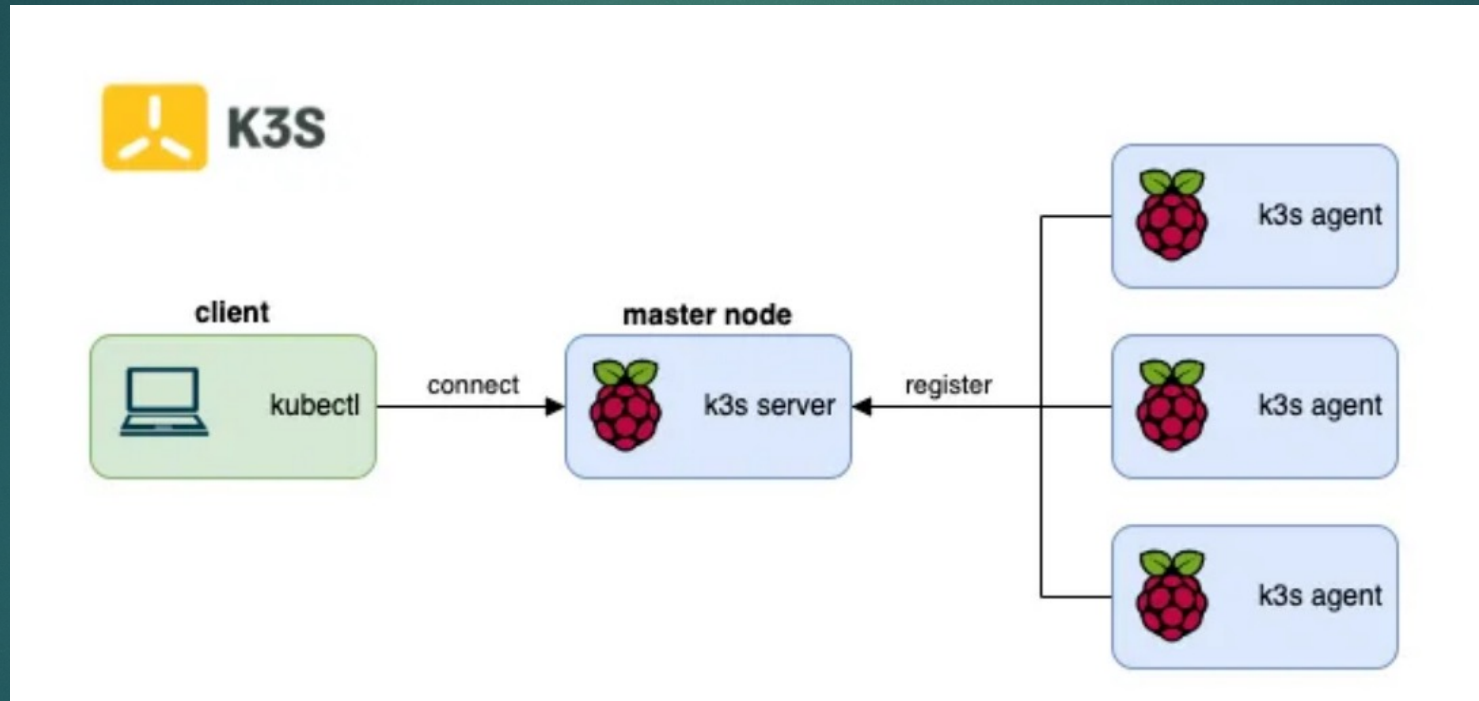 K3S
client
kubectl
connect
master node
k3s server
register
k3s agent
k3s agent
k3s agent